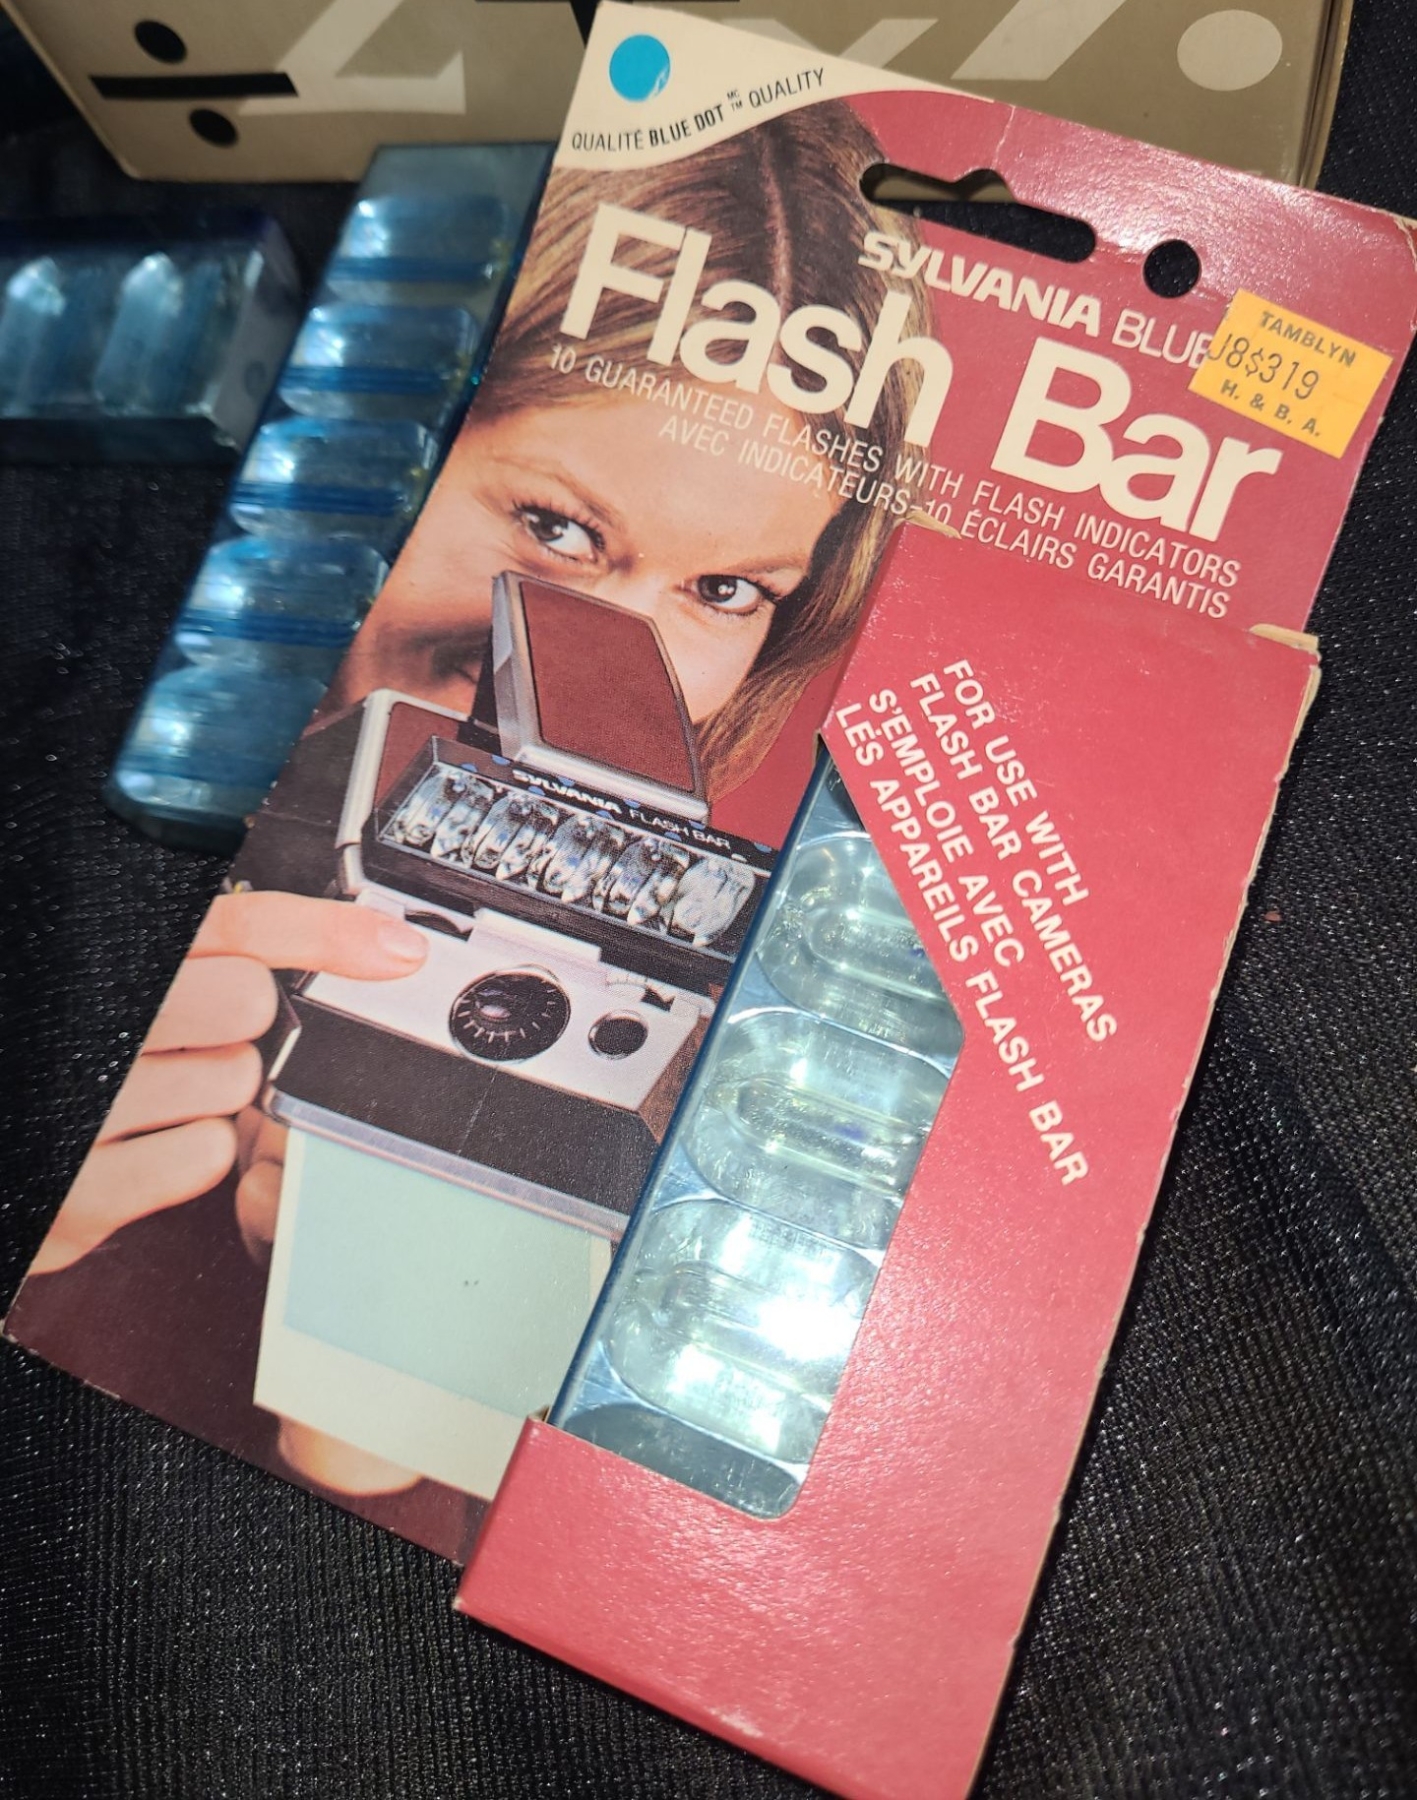 QUALITÉ BLUE DOT MC TM QUALITY
SYLVANIA BLUE
Flash Bar
TAMBLYN
J8$319
H. & B. A.
10 GUARANTEED FLASHES WITH FLASH INDICATORS
AVEC INDICATEURS-10 ÉCLAIRS GARANTIS
FOR USE WITH
FLASH BAR CAMERAS
S'EMPLOIE AVEC
LES APPAREILS FLASH BAR
SYLVANIA FLASH BAR